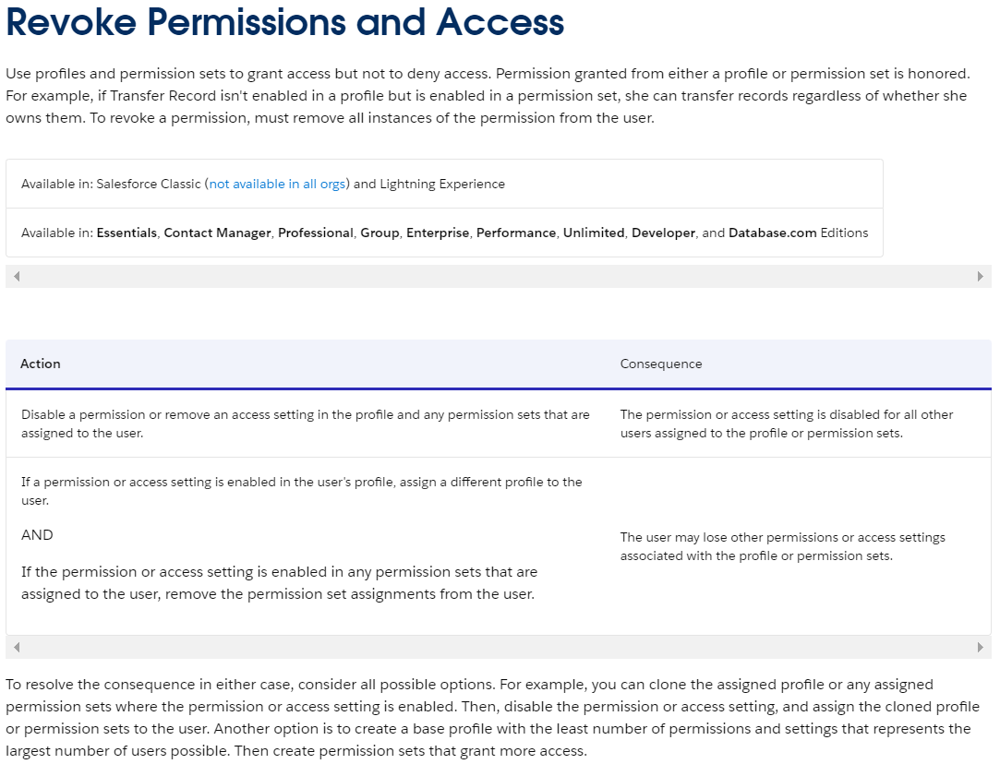 Revoke Permissions and Access
Use profiles and permission sets to grant access but not to deny access. Permission granted from either a profile or permission set is honored.
For example, if Transfer Record isn't enabled in a profile but is enabled in a permission set, she can transfer records regardless of whether she
owns them. To revoke a permission, must remove all instances of the permission from the user.
Available in: Salesforce Classic (not available in all orgs) and Lightning Experience
Available in: Essentials, Contact Manager, Professional, Group, Enterprise, Performance, Unlimited, Developer, and Database.com Editions
Action
Consequence
Disable a permission or remove an access setting in the profile and any permission sets that are
assigned to the user.
The permission or access setting is disabled for all other
users assigned to the profile or permission sets.
If a permission or access setting is enabled in the user's profile, assign a different profile to the
user.
AND
If the permission or access setting is enabled in any permission sets that are
assigned to the user, remove the permission set assignments from the user.
The user may lose other permissions or access settings
associated with the profile or permission sets.
To resolve the consequence in either case, consider all possible options. For example, you can clone the assigned profile or any assigned
permission sets where the permission or access setting is enabled. Then, disable the permission or access setting, and assign the cloned profile
or permission sets to the user. Another option is to create a base profile with the least number of permissions and settings that represents the
largest number of users possible. Then create permission sets that grant more access.